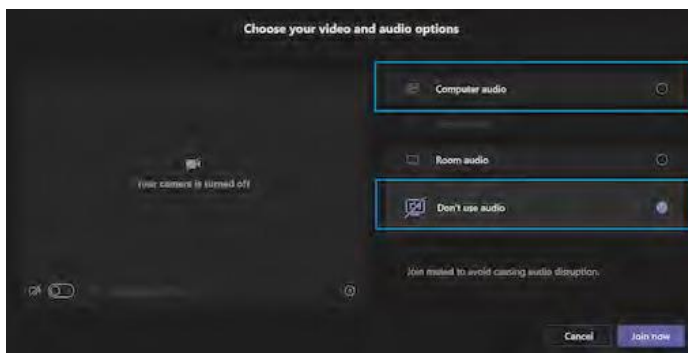 Choose your video and audio options
Your camera is turned off
Computer audio
Room audio
Don't use audio
Join muted to avoid causing audio disruption.
Cancel
Join now